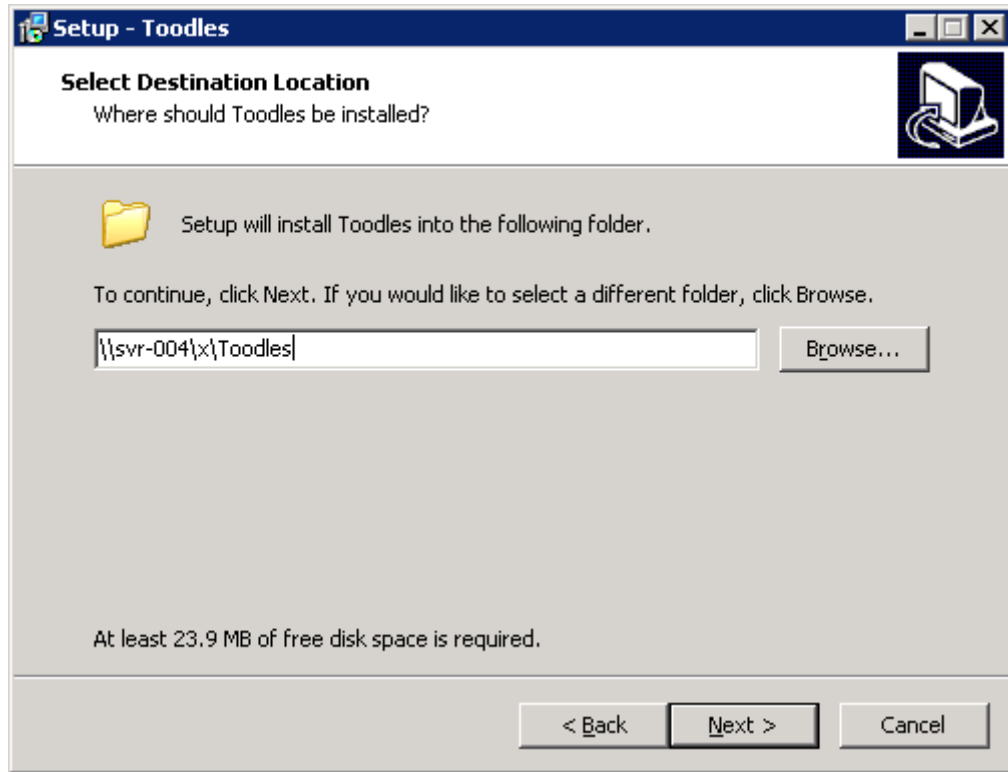 Setup - Toodles
Select Destination Location
Where should Toodles be installed?
Setup will install Toodles into the following folder.
To continue, click Next. If you would like to select a different folder, click Browse.
\\svr-004\x\Toodles
Browse...
At least 23.9 MB of free disk space is required.
< Back
Next >
Cancel